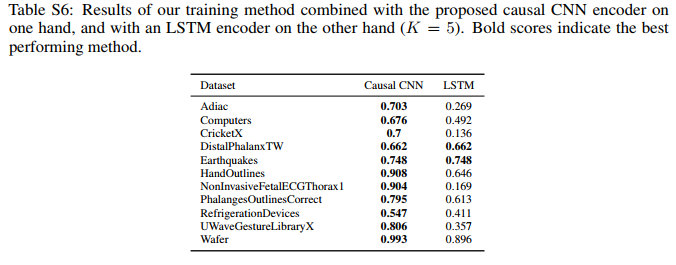 Table S6: Results of our training method combined with the proposed causal CNN encoder on
one hand, and with an LSTM encoder on the other hand (K = 5). Bold scores indicate the best
performing method.
Dataset Causal CNN LSTM
Adiac 0.703 0.269
Computers 0.676 0.492
CricketX 0.7 0.136
DistalPhalanxTW 0.662 0.662
Earthquakes 0.748 0.748
HandOutlines 0.908 0.646
NonInvasiveFetalECGThorax1 0.904 0.169
PhalangesOutlinesCorrect 0.795 0.613
RefrigerationDevices 0.547 0.411
UWaveGestureLibraryX 0.806 0.357
Wafer 0.993 0.896